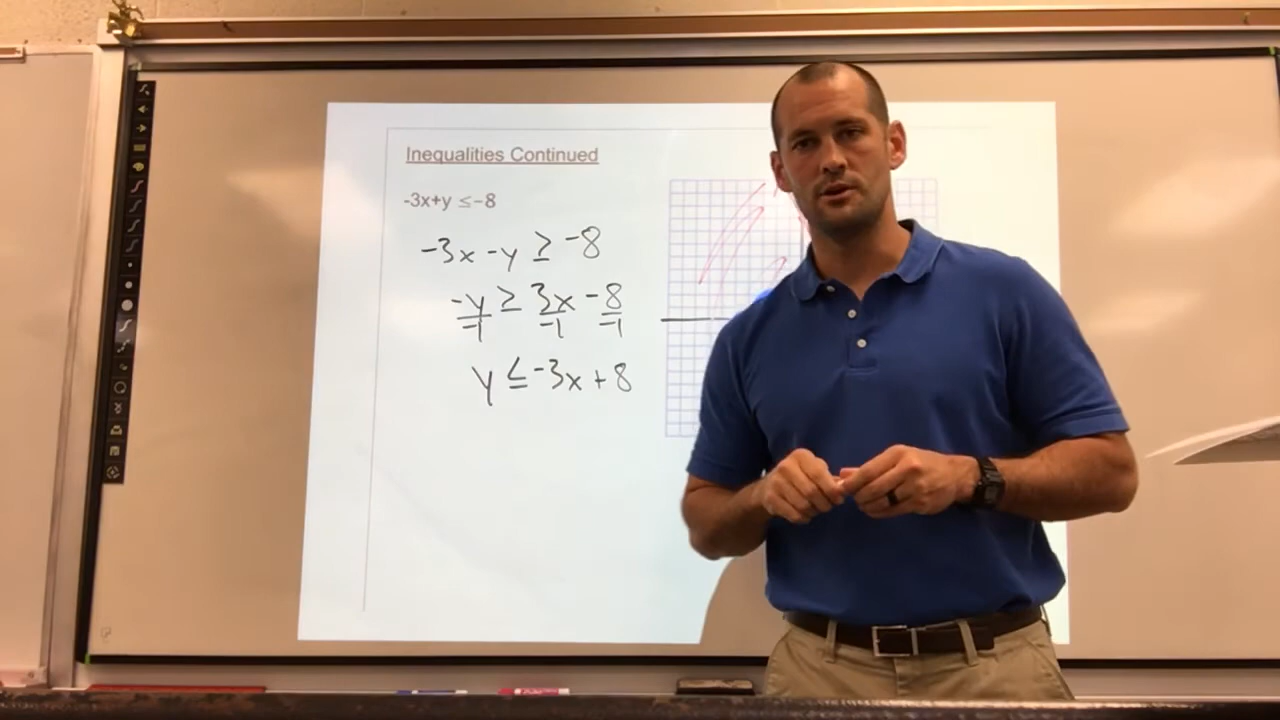 Inequalities Continued
-3x+y ≤-8
-3x -y ≥ -8
-y ≥ 3x -8
-1 -1 -1
y ≤ -3x + 8